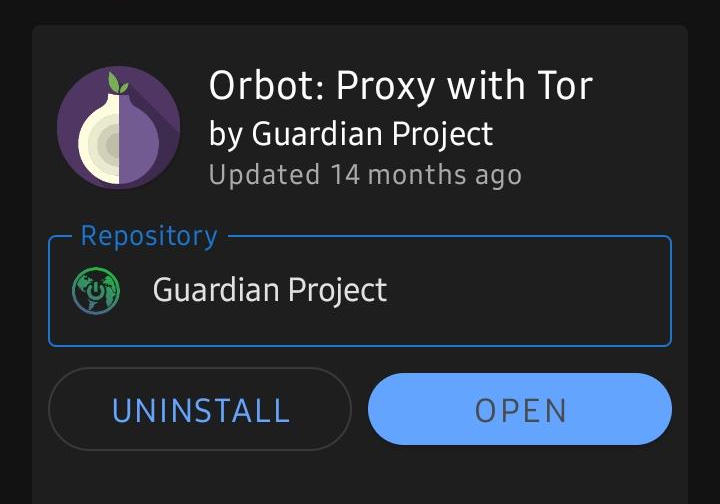 Orbot: Proxy with Tor
by Guardian Project
Updated 14 months ago
Repository
Guardian Project
UNINSTALL
OPEN